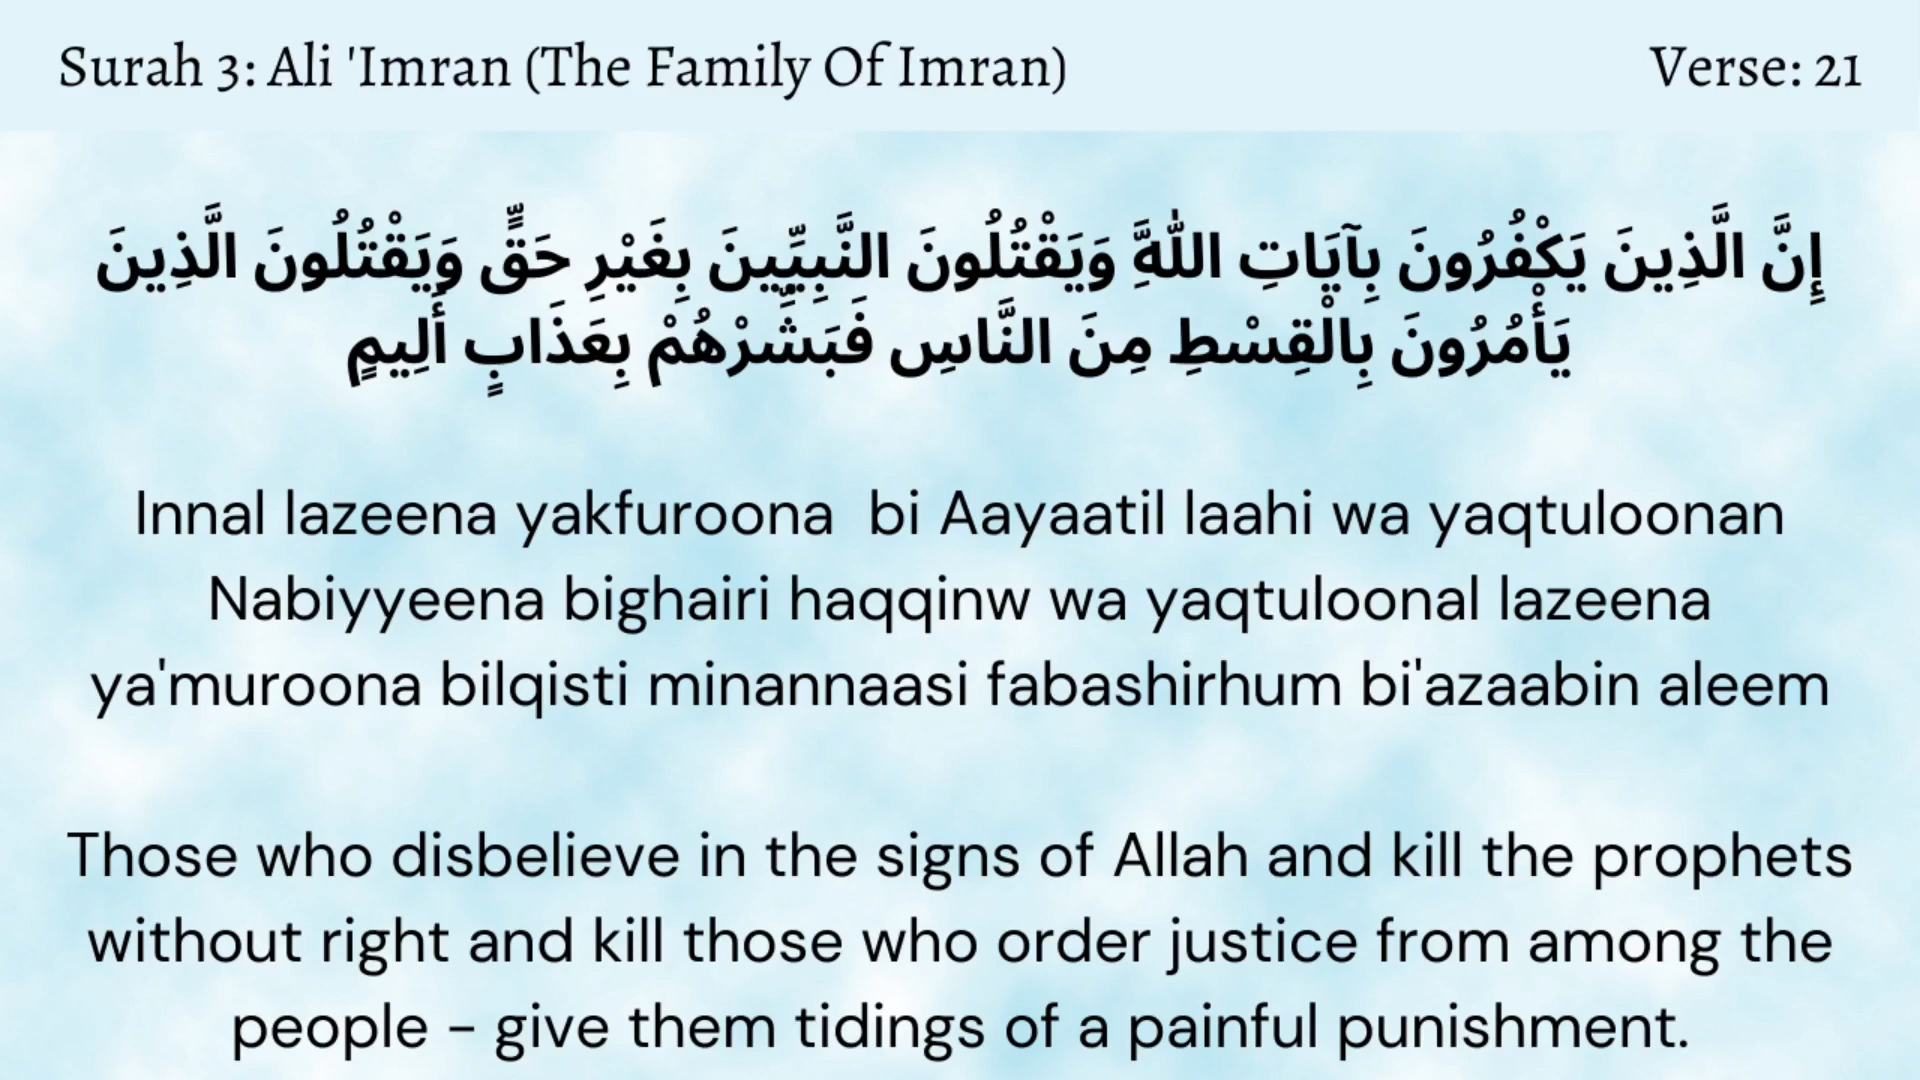 Surah 3: Ali 'Imran (The Family Of Imran)
Verse: 21
إِنَّ الَّذِينَ يَكْفُرُونَ بِآيَاتِ اللَّهِ وَيَقْتُلُونَ النَّبِيِّينَ بِغَيْرِ حَقٍّ وَيَقْتُلُونَ الَّذِينَ
يَأْمُرُونَ بِالْقِسْطِ مِنَ النَّاسِ فَبَشِّرْهُمْ بِعَذَابٍ أَلِيمٍ
Innal lazeena yakfuroona  bi Aayaatil laahi wa yaqtuloonan
Nabiyyeena bighairi haqqinw wa yaqtuloonal lazeena
ya'muroona bilqisti minannaasi fabashirhum bi'azaabin aleem
Those who disbelieve in the signs of Allah and kill the prophets
without right and kill those who order justice from among the
people - give them tidings of a painful punishment.